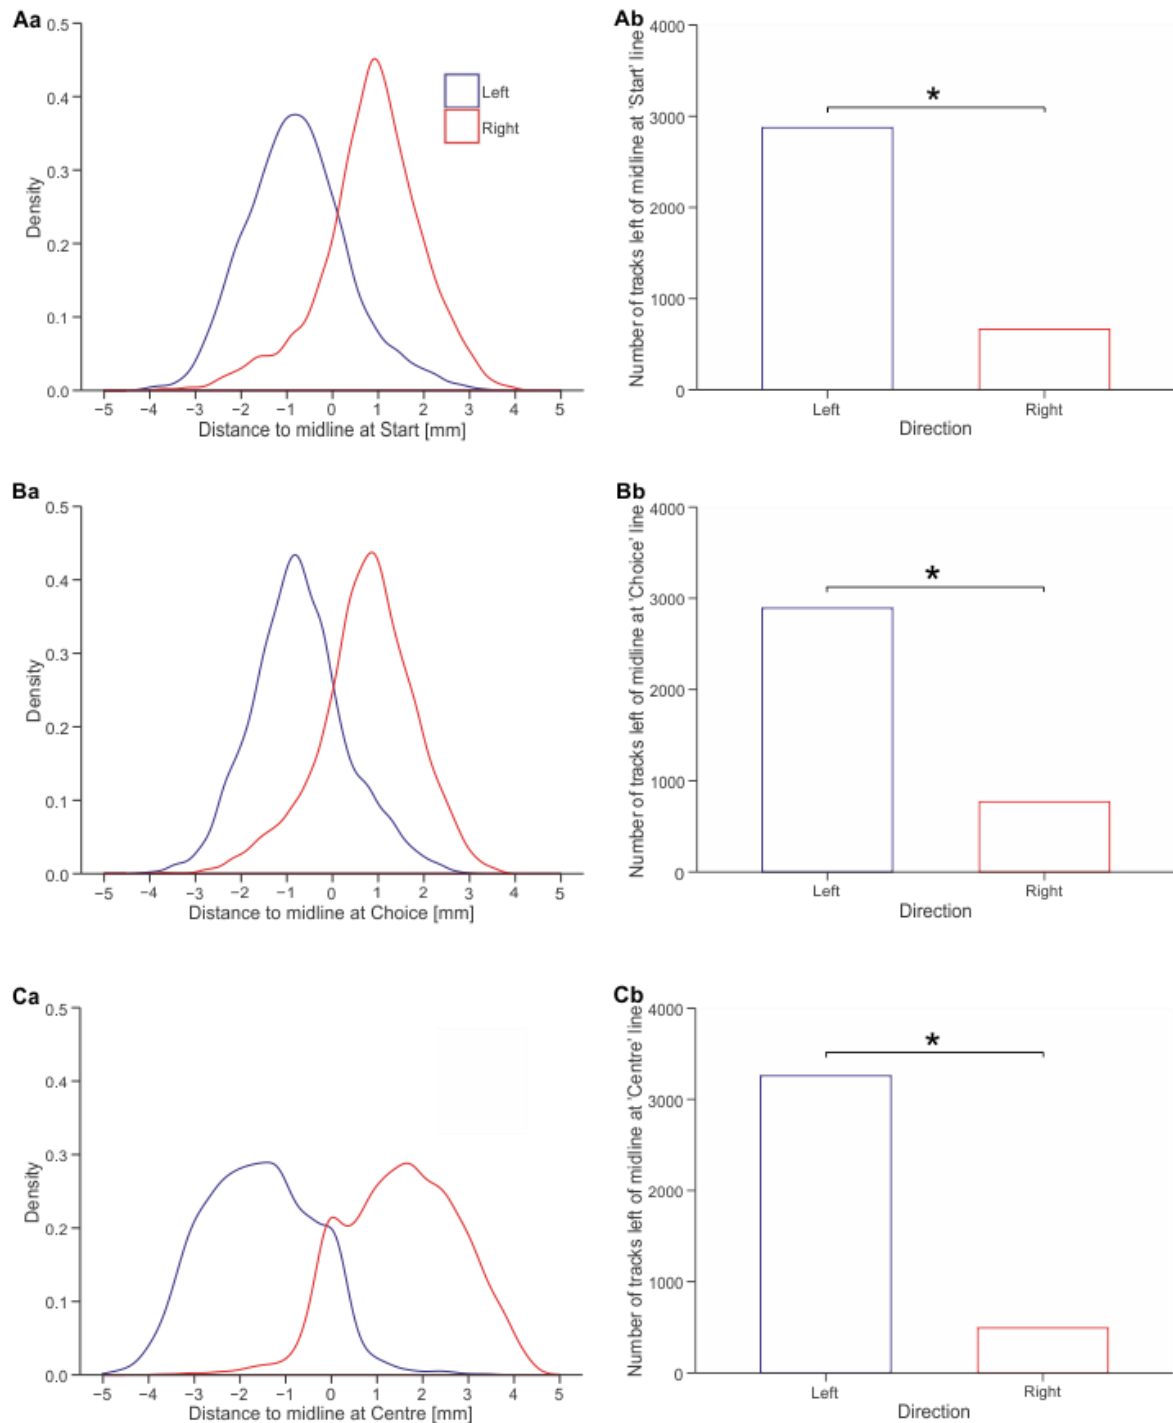 Aa
0.5
0.4
0.3
0.2
0.1
0.0
Density
Left
Right
−5 −4 −3 −2 −1 0 1 2 3 4 5
Distance to midline at Start [mm]
Ab
4000
3000
2000
1000
0
Number of tracks left of midline at 'Start' line
*
Left Right
Direction
Ba
0.5
0.4
0.3
0.2
0.1
0.0
Density
−5 −4 −3 −2 −1 0 1 2 3 4 5
Distance to midline at Choice [mm]
Bb
4000
3000
2000
1000
0
Number of tracks left of midline at 'Choice' line
*
Left Right
Direction
Ca
0.5
0.4
0.3
0.2
0.1
0.0
Density
−5 −4 −3 −2 −1 0 1 2 3 4 5
Distance to midline at Centre [mm]
Cb
4000
3000
2000
1000
0
Number of tracks left of midline at 'Centre' line
*
Left Right
Direction